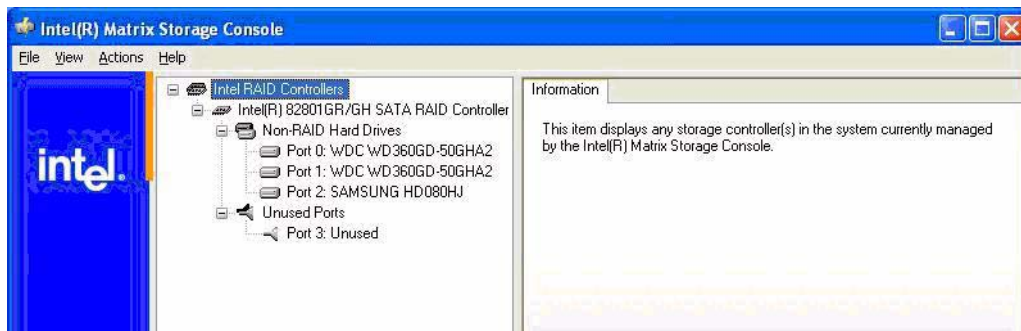 Intel(R) Matrix Storage Console
File View Actions Help
intel.
Intel RAID Controllers
Intel(R) 82801GR/GH SATA RAID Controller
Non-RAID Hard Drives
Port 0: WDC WD360GD-50GHA2
Port 1: WDC WD360GD-50GHA2
Port 2: SAMSUNG HD080HJ
Unused Ports
Port 3: Unused
Information
This item displays any storage controller(s) in the system currently managed
by the Intel(R) Matrix Storage Console.